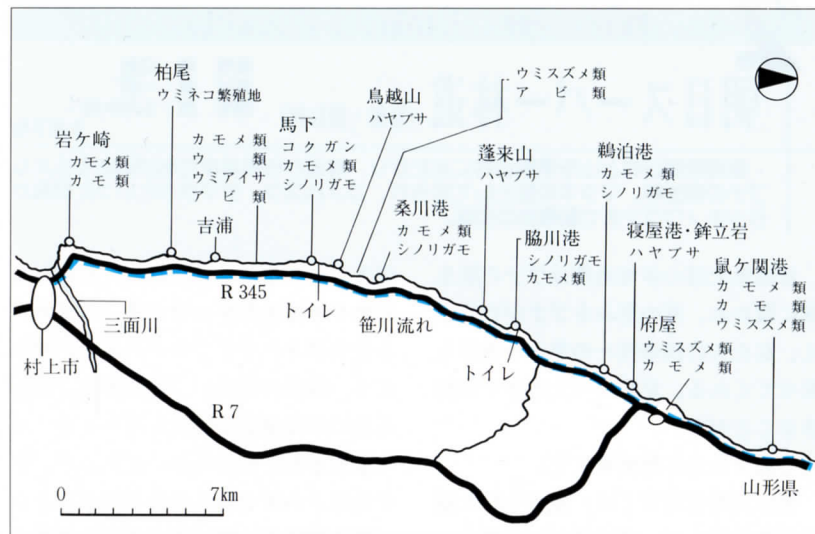 柏尾
ウミネコ繁殖地
岩ケ崎
カモメ類
カモ類
カモメ類
ウ類
ウミアイサ
アビ類
吉浦
馬下
コクガン
カモメ類
シノリガモ
鳥越山
ハヤブサ
ウミスズメ類
アビ類
桑川港
カモメ類
シノリガモ
蓬来山
ハヤブサ
脇川港
シノリガモ
カモメ類
鵜泊港
カモメ類
シノリガモ
寝屋港・鉾立岩
ハヤブサ
府屋
ウミスズメ類
カモメ類
鼠ケ関港
カモメ類
カモ類
ウミスズメ類
R 345
トイレ
笹川流れ
トイレ
三面川
村上市
R 7
山形県
0 7km